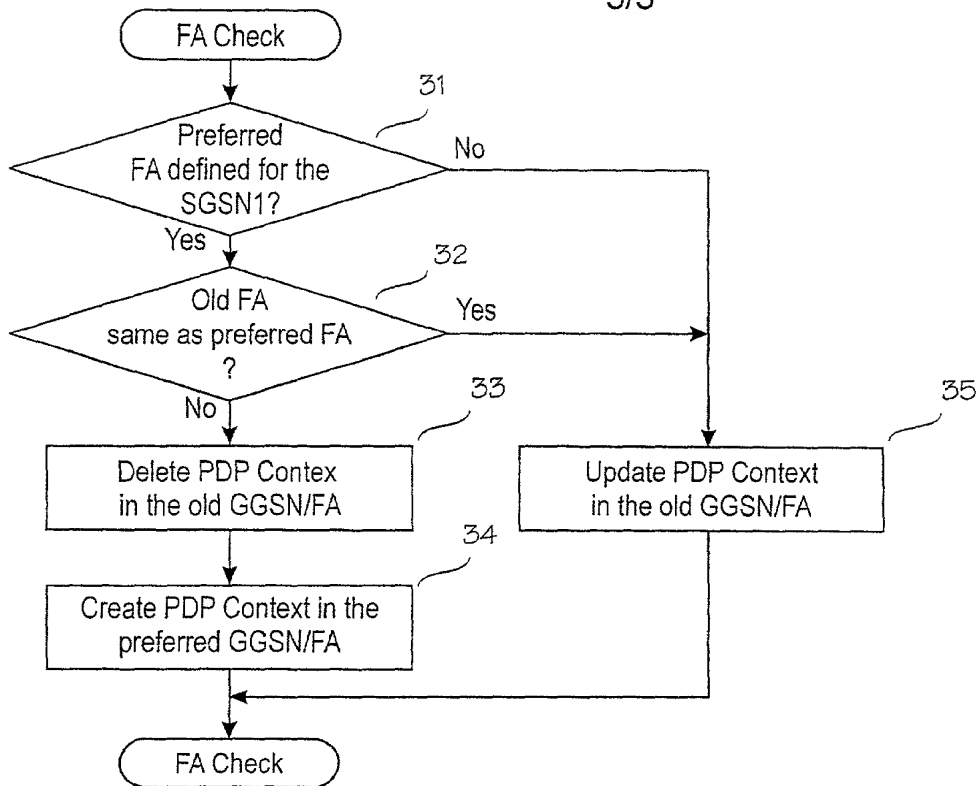 3/3
FA Check
31
Preferred
FA defined for the
SGSN1?
No
Yes
32
Old FA
same as preferred FA
?
Yes
No
33
Delete PDP Contex
in the old GGSN/FA
35
Update PDP Context
in the old GGSN/FA
34
Create PDP Context in the
preferred GGSN/FA
FA Check